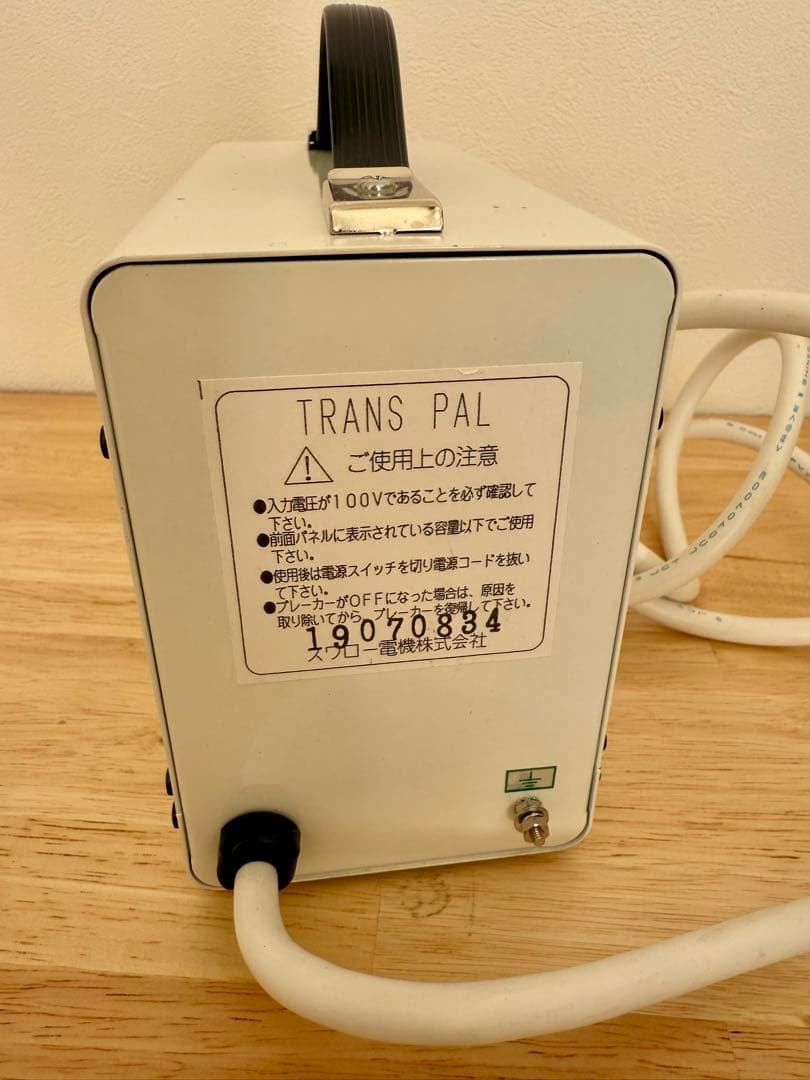 TRANS PAL
ご使用上の注意
●入力電圧が100Vであることを必ず確認して
下さい。
●前面パネルに表示されている容量以下でご使用
下さい。
●使用後は電源スイッチを切り電源コードを抜い
て下さい。
●ブレーカーがOFFになった場合は、原因を
取り除いてから、ブレーカーを復帰して下さい。
19070834
スワロー電機株式会社